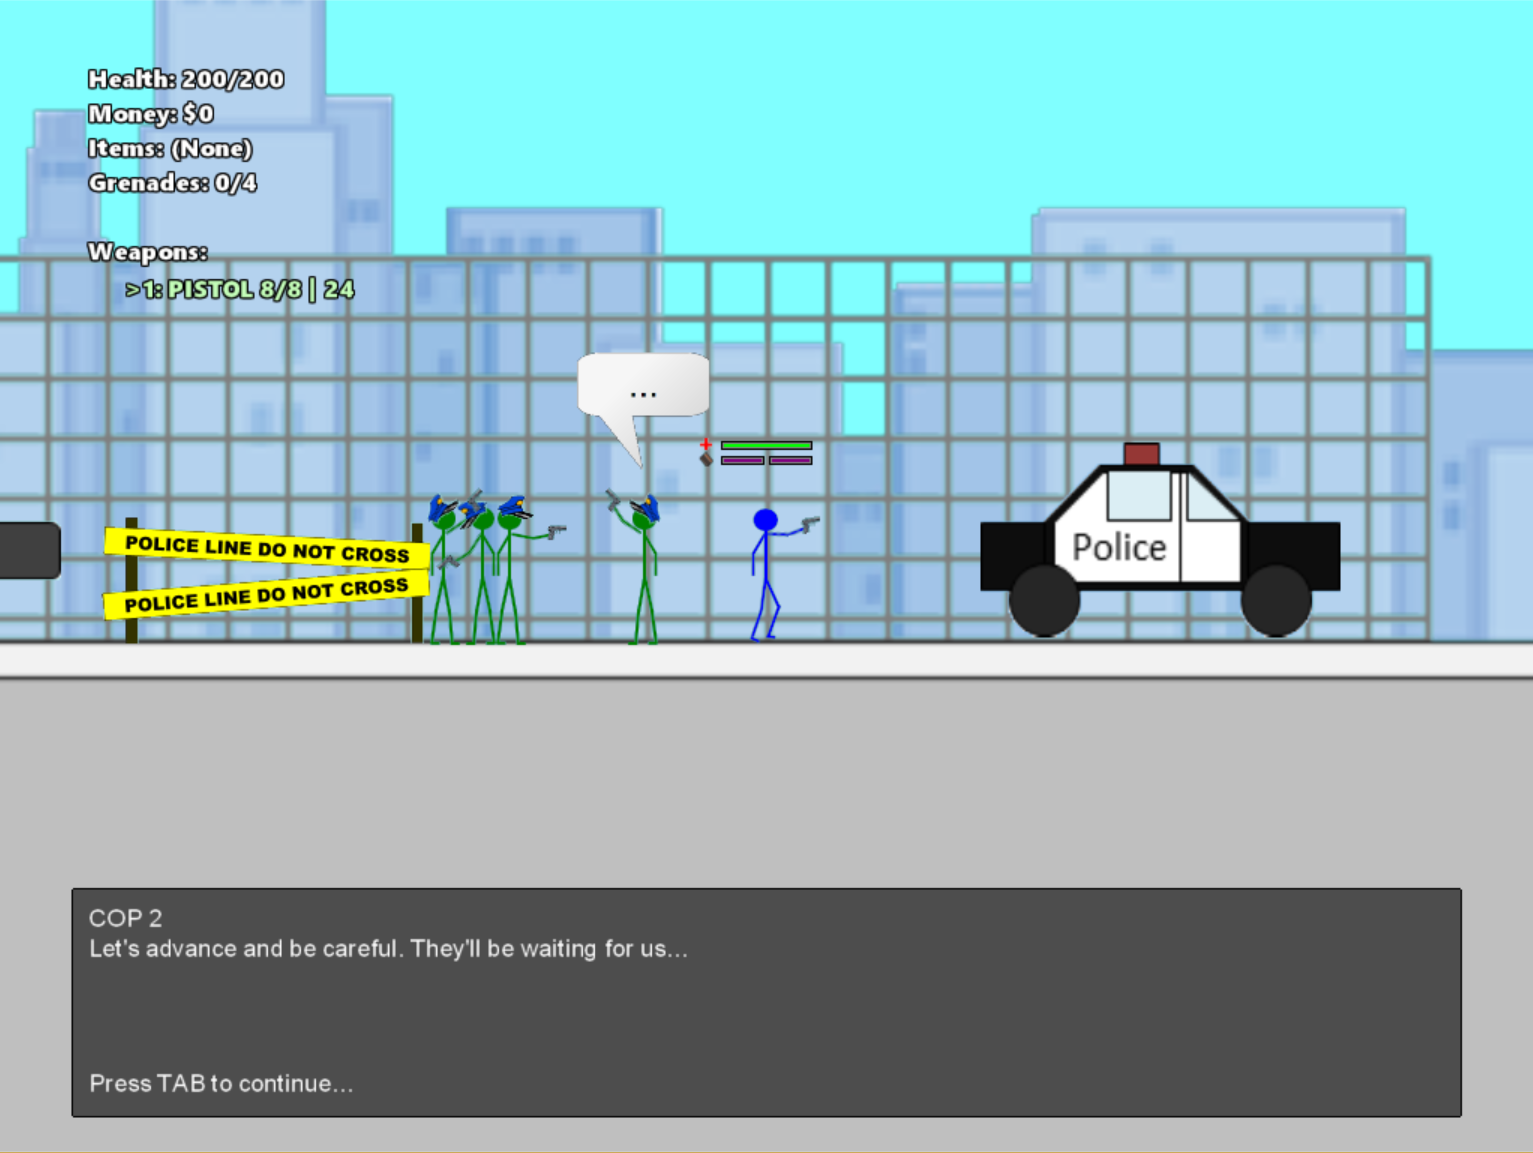 Health: 200/200
Money: $0
Items: (None)
Grenades: 0/4
Weapons:
>1: PISTOL 8/8 | 24
...
POLICE LINE DO NOT CROSS
POLICE LINE DO NOT CROSS
Police
COP 2
Let's advance and be careful. They'll be waiting for us...
Press TAB to continue...